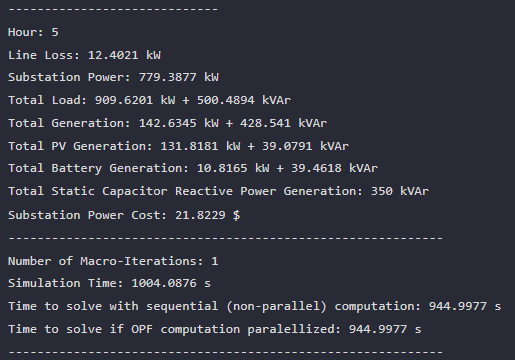 -----------------------------
Hour: 5
Line Loss: 12.4021 kW
Substation Power: 779.3877 kW
Total Load: 909.6201 kW + 500.4894 kVAr
Total Generation: 142.6345 kW + 428.541 kVAr
Total PV Generation: 131.8181 kW + 39.0791 kVAr
Total Battery Generation: 10.8165 kW + 39.4618 kVAr
Total Static Capacitor Reactive Power Generation: 350 kVAr
Substation Power Cost: 21.8229 $
------------------------------------------------------------
Number of Macro-Iterations: 1
Simulation Time: 1004.0876 s
Time to solve with sequential (non-parallel) computation: 944.9977 s
Time to solve if OPF computation paralellized: 944.9977 s
------------------------------------------------------------